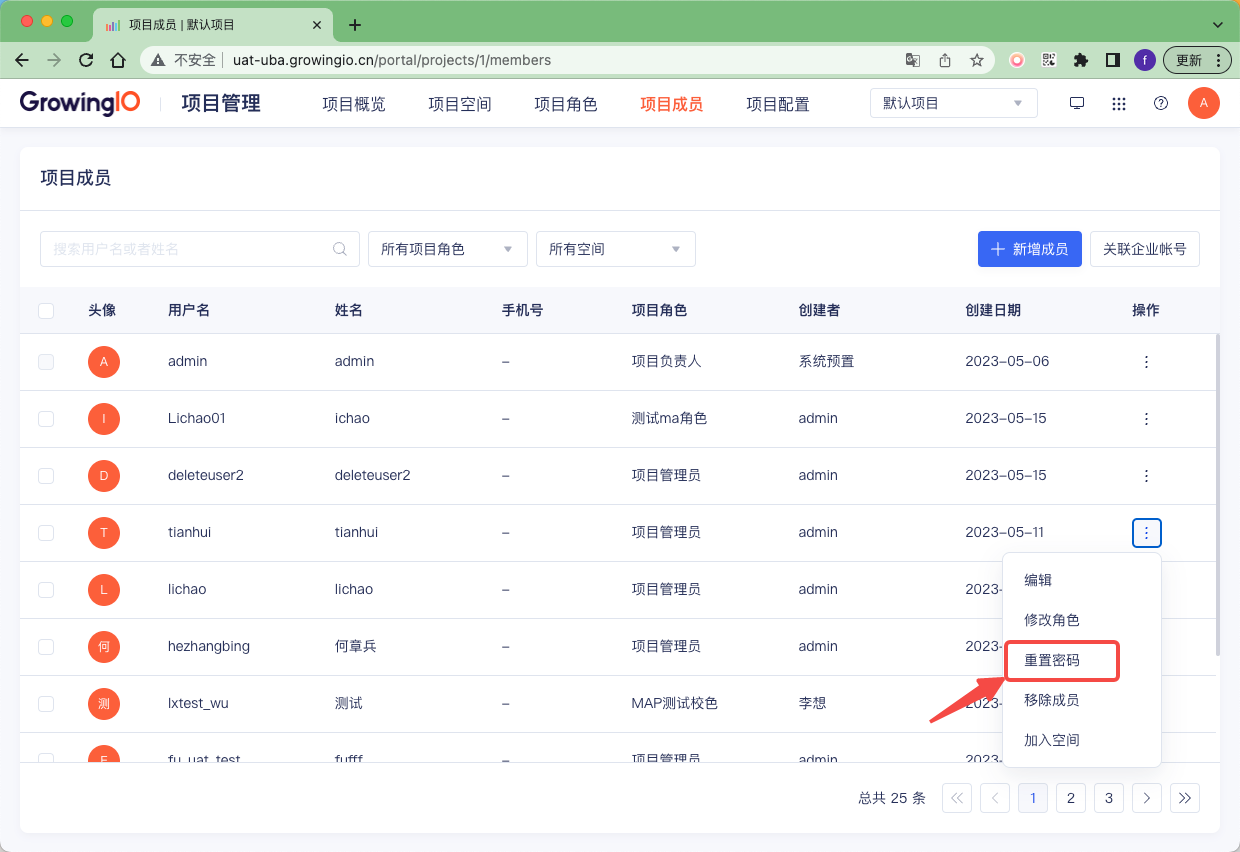 项目成员 | 默认项目
不安全 uat-uba.growingio.cn/portal/projects/1/members f 更新
GrowingIO 项目管理 项目概览 项目空间 项目角色 项目成员 项目配置 默认项目 A
项目成员
搜索用户名或者姓名 所有项目角色 所有空间 新增成员 关联企业帐号
头像 用户名 姓名 手机号 项目角色 创建者 创建日期 操作
A admin admin – 项目负责人 系统预置 2023-05-06
I Lichao01 ichao – 测试ma角色 admin 2023-05-15
D deleteuser2 deleteuser2 – 项目管理员 admin 2023-05-15
T tianhui tianhui – 项目管理员 admin 2023-05-11
L lichao lichao – 项目管理员 admin 2023-
何 hezhangbing 何章兵 – 项目管理员 admin 2023-
测 lxtest_wu 测试 – MAP测试校色 李想 2023-
F fu_uat_test fufff – 项目管理员 admin 2023-
编辑
修改角色
重置密码
移除成员
加入空间
总共 25 条 1 2 3